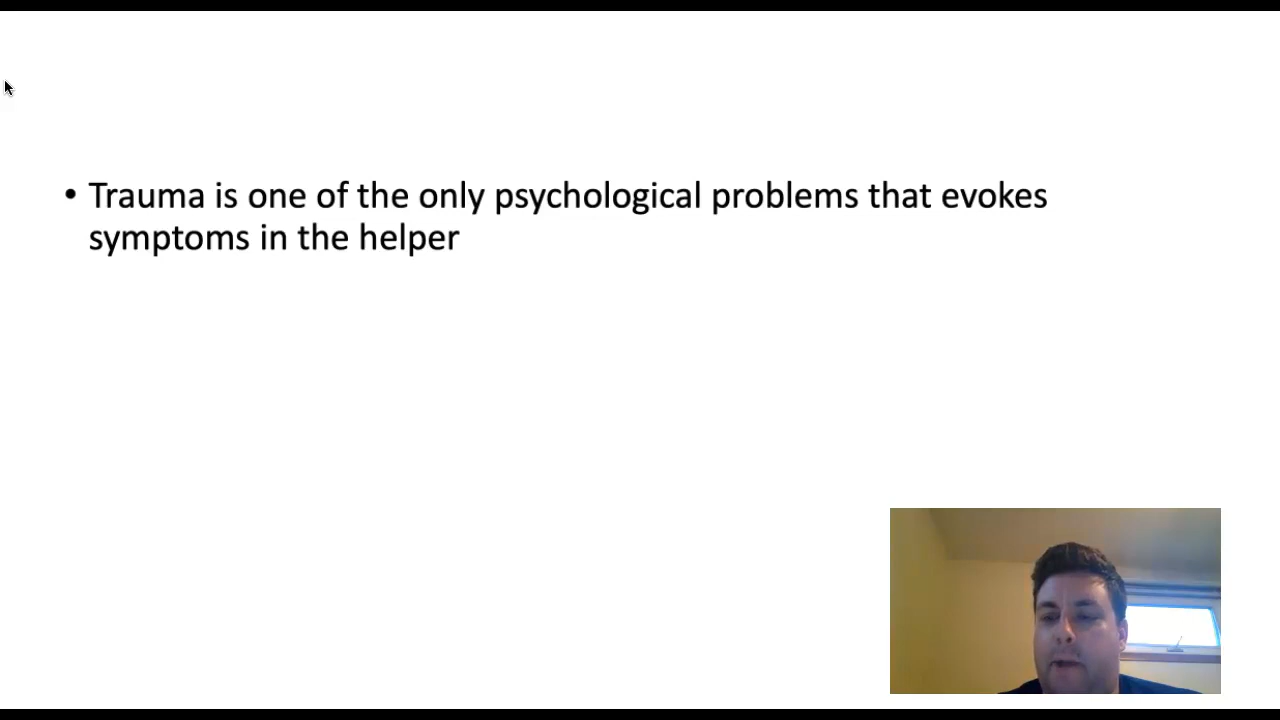 • Trauma is one of the only psychological problems that evokes
symptoms in the helper